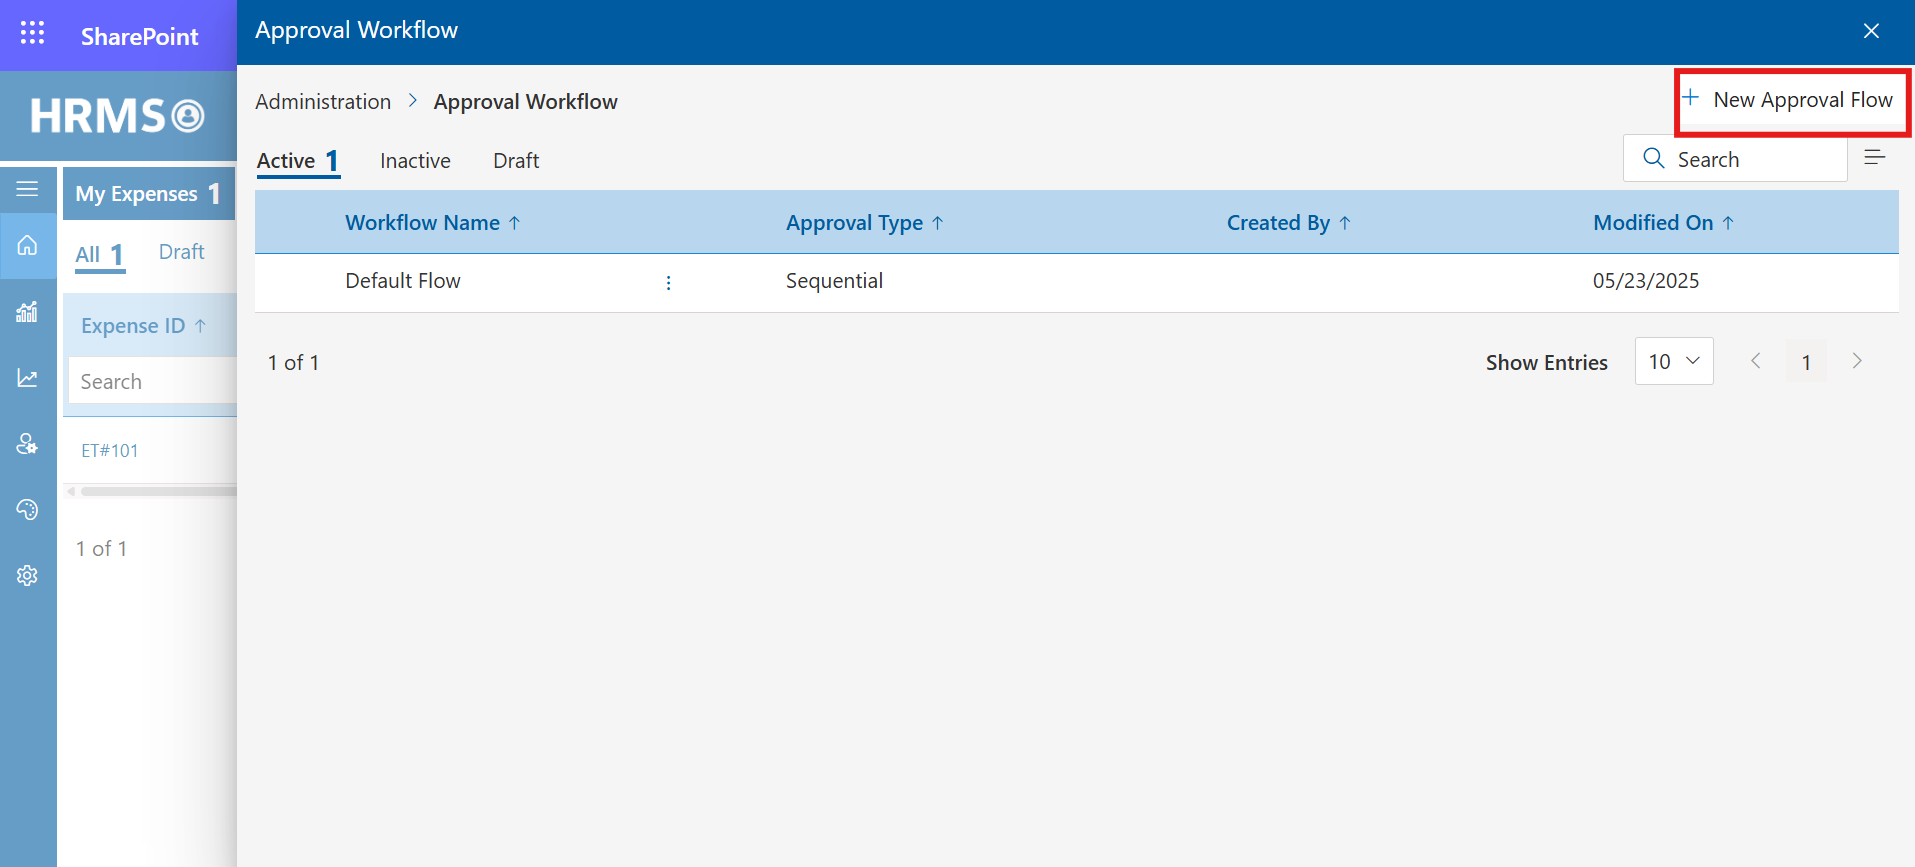 SharePoint
Approval Workflow
HRMS
Administration > Approval Workflow
+ New Approval Flow
Active 1 Inactive Draft
Search
My Expenses 1
All 1 Draft
Workflow Name ↑ Approval Type ↑ Created By ↑ Modified On ↑
Default Flow Sequential 05/23/2025
Expense ID ↑
Search
1 of 1 Show Entries 10 1
ET#101
1 of 1